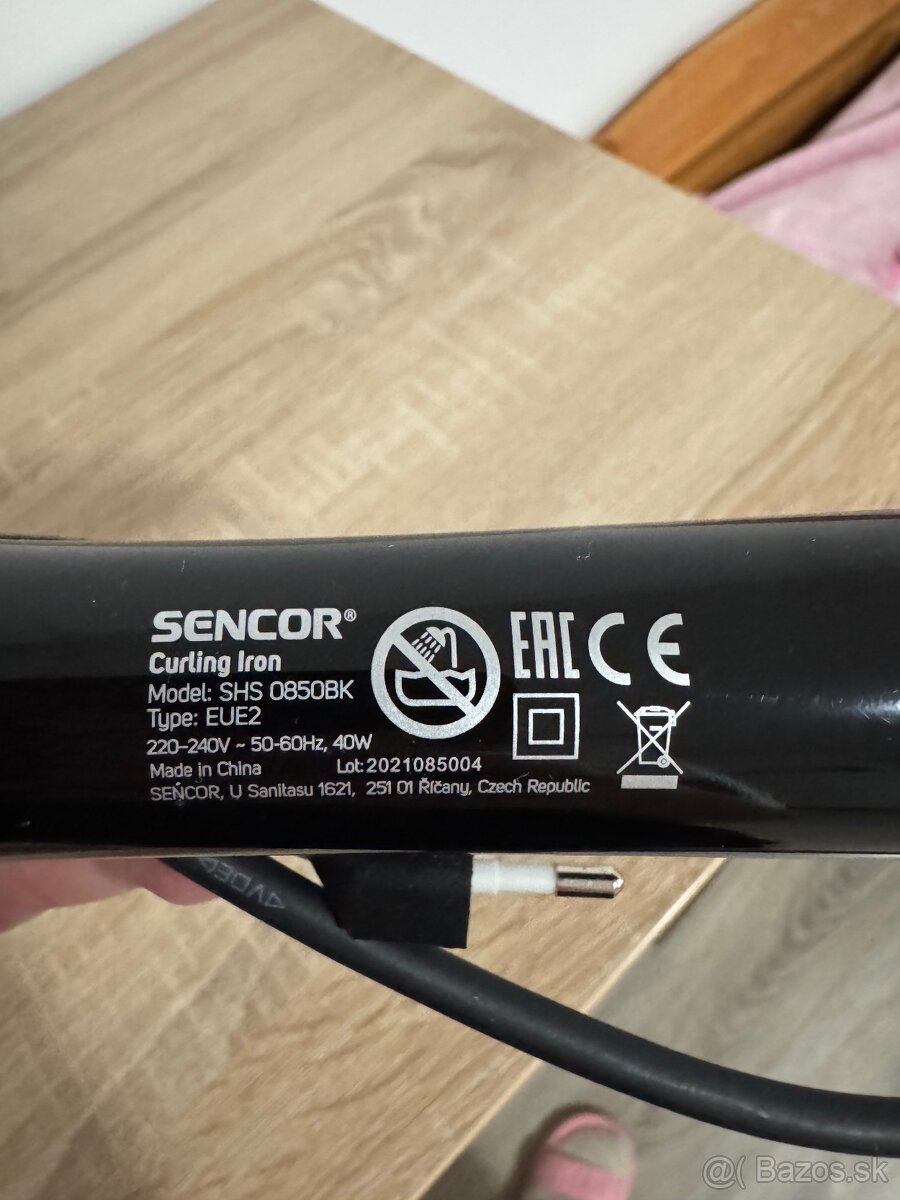 SENCOR®
Curling Iron
Model: SHS 0850BK
Type: EUE2
220-240V ~ 50-60Hz, 40W
Made in China Lot: 2021085004
SENCOR, U Sanitasu 1621, 251 01 Říčany, Czech Republic
EAC CE
@( Bazos.sk